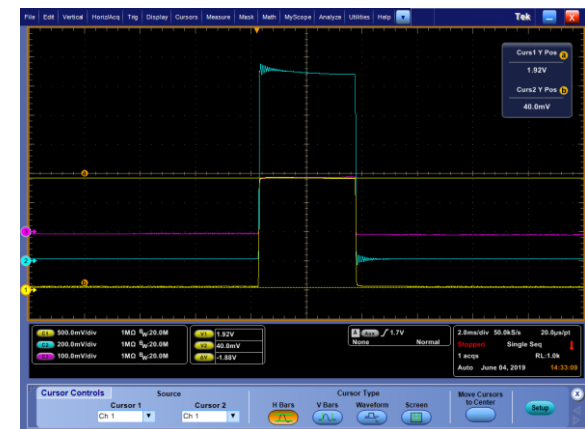 File Edit Vertical Horiz/Acq Trig Display Cursors Measure Mask Math MyScope Analyze Utilities Help Tek X
Curs1 Y Pos a
1.92V
Curs2 Y Pos b
40.0mV
a
3
2
b
1
C1 500.0mV/div 1MΩ BW:20.0M
C2 200.0mV/div 1MΩ BW:20.0M
C3 100.0mV/div 1MΩ BW:20.0M
V1 1.92V
V2 40.0mV
ΔV -1.88V
A Aux 1.7V
None Normal
2.0ms/div 50.0kS/s 20.0µs/pt
Stopped Single Seq
1 acqs RL:1.0k
Auto June 04, 2019 14:33:09
Cursor Controls
Source
Cursor 1 Cursor 2
Ch 1 Ch 1
Cursor Type
H Bars V Bars Waveform Screen
Move Cursors
to Center
Setup
X